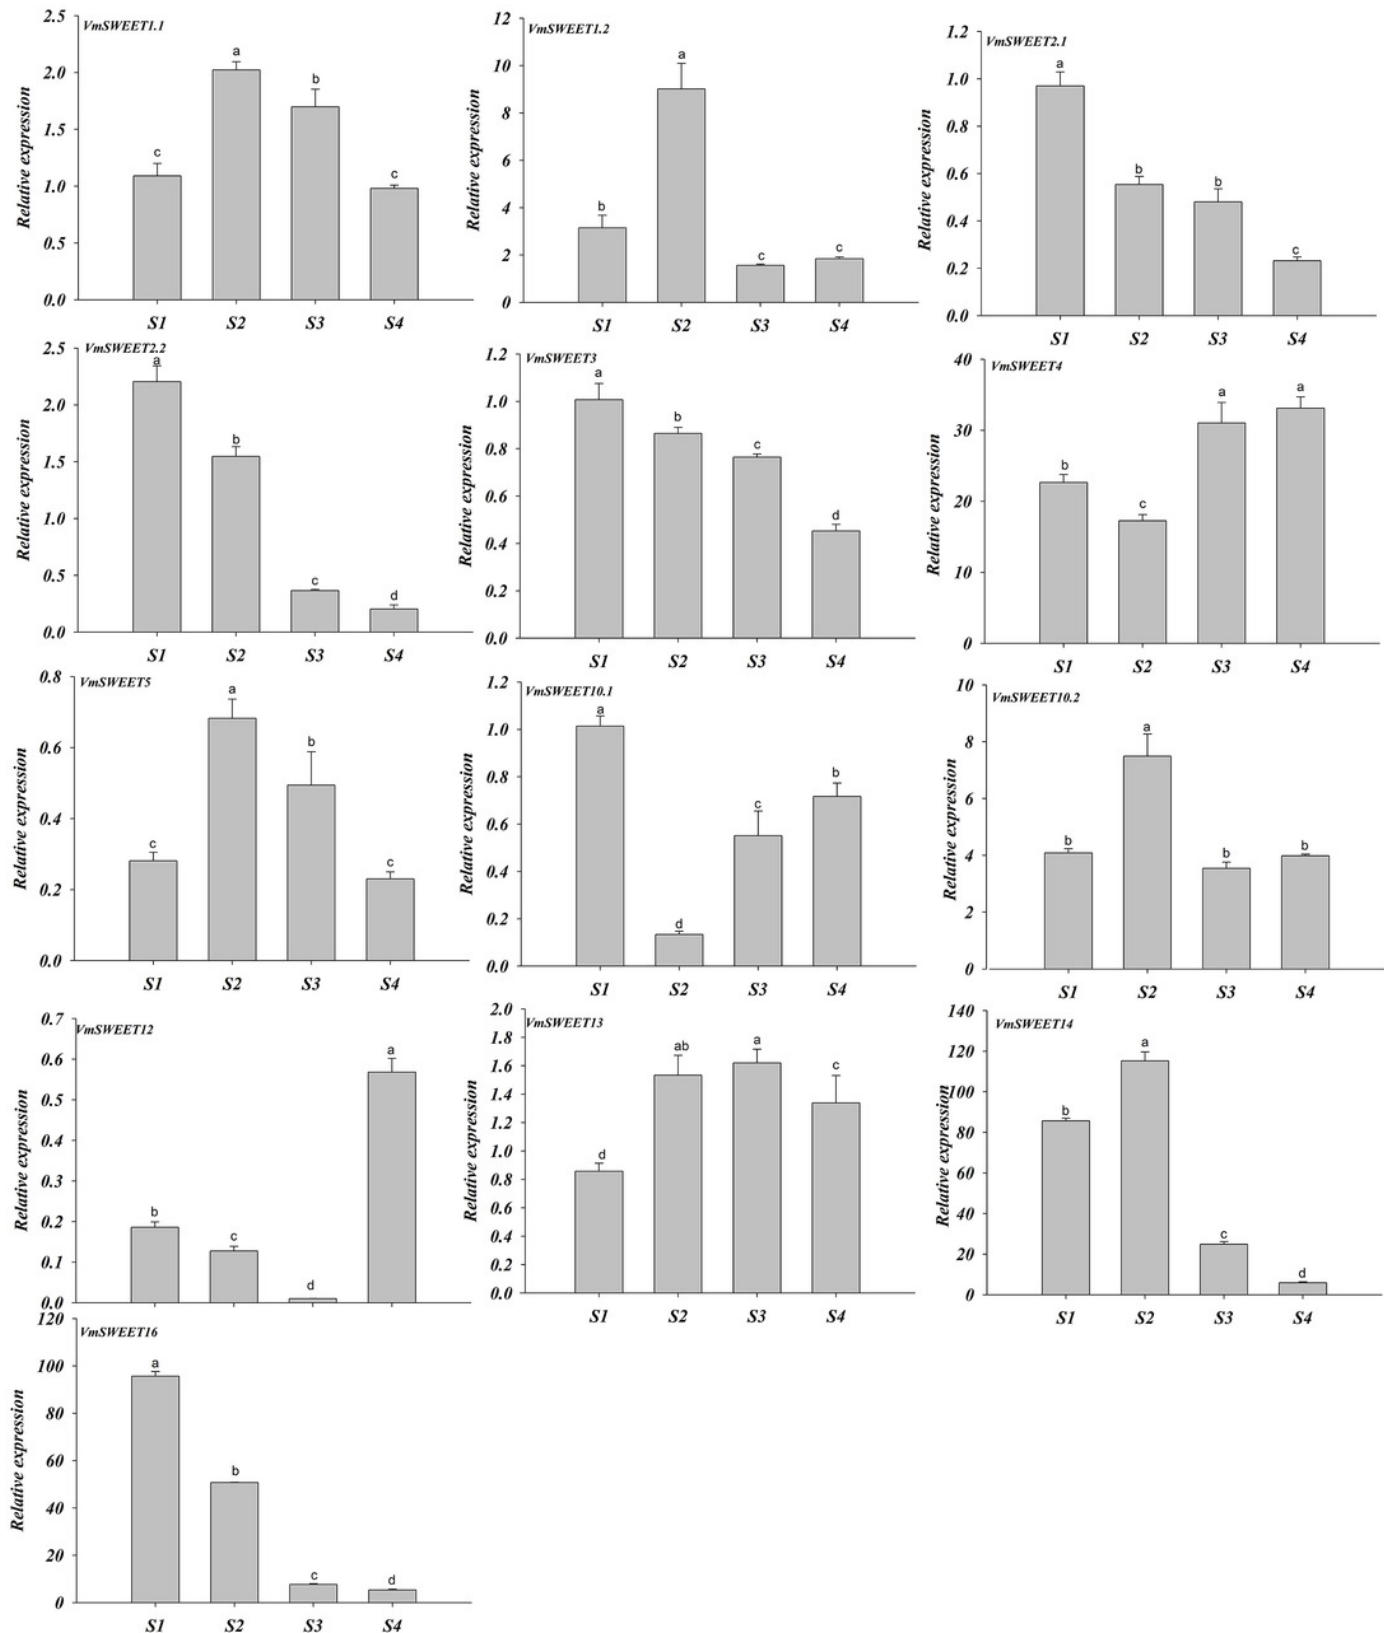 VmSWEET1.1
Relative expression
2.5
2.0
1.5
1.0
0.5
0.0
a
b
c
c
S1 S2 S3 S4
VmSWEET1.2
Relative expression
12
10
8
6
4
2
0
b
a
c
c
S1 S2 S3 S4
VmSWEET2.1
Relative expression
1.2
1.0
0.8
0.6
0.4
0.2
0.0
a
b
b
c
S1 S2 S3 S4
VmSWEET2.2
Relative expression
2.5
2.0
1.5
1.0
0.5
0.0
a
b
c
d
S1 S2 S3 S4
VmSWEET3
Relative expression
1.2
1.0
0.8
0.6
0.4
0.2
0.0
a
b
c
d
S1 S2 S3 S4
VmSWEET4
Relative expression
40
30
20
10
0
b
c
a
a
S1 S2 S3 S4
VmSWEET5
Relative expression
0.8
0.6
0.4
0.2
0.0
c
a
b
c
S1 S2 S3 S4
VmSWEET10.1
Relative expression
1.2
1.0
0.8
0.6
0.4
0.2
0.0
a
d
c
b
S1 S2 S3 S4
VmSWEET10.2
Relative expression
10
8
6
4
2
0
b
a
b
b
S1 S2 S3 S4
VmSWEET12
Relative expression
0.7
0.6
0.5
0.4
0.3
0.2
0.1
0.0
b
c
d
a
VmSWEET13
Relative expression
2.0
1.8
1.6
1.4
1.2
1.0
0.8
0.6
0.4
0.2
0.0
d
ab
a
c
S1 S2 S3 S4
VmSWEET14
Relative expression
140
120
100
80
60
40
20
0
b
a
c
d
S1 S2 S3 S4
VmSWEET16
Relative expression
120
100
80
60
40
20
0
a
b
c
d
S1 S2 S3 S4